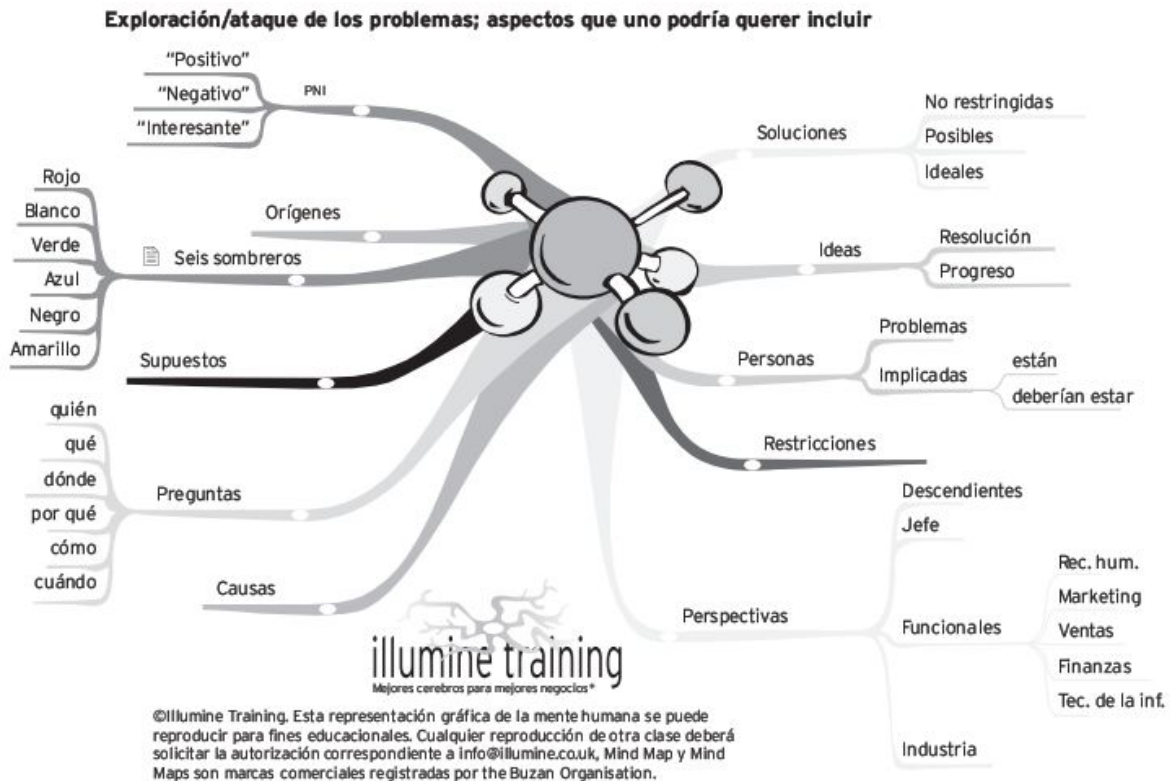 Exploración/ataque de los problemas; aspectos que uno podría querer incluir
PNI
“Positivo”
“Negativo”
“Interesante”
Orígenes
Seis sombreros
Rojo
Blanco
Verde
Azul
Negro
Amarillo
Supuestos
Preguntas
quién
qué
dónde
por qué
cómo
cuándo
Causas
Soluciones
No restringidas
Posibles
Ideales
Ideas
Resolución
Progreso
Personas
Problemas
Implicadas
están
deberían estar
Restricciones
Perspectivas
Descendientes
Jefe
Funcionales
Rec. hum.
Marketing
Ventas
Finanzas
Tec. de la inf.
Industria
illumine training
Mejores cerebros para mejores negocios*
©Illumine Training. Esta representación gráfica de la mente humana se puede
reproducir para fines educacionales. Cualquier reproducción de otra clase deberá
solicitar la autorización correspondiente a info@illumine.co.uk, Mind Map y Mind
Maps son marcas comerciales registradas por the Buzan Organisation.